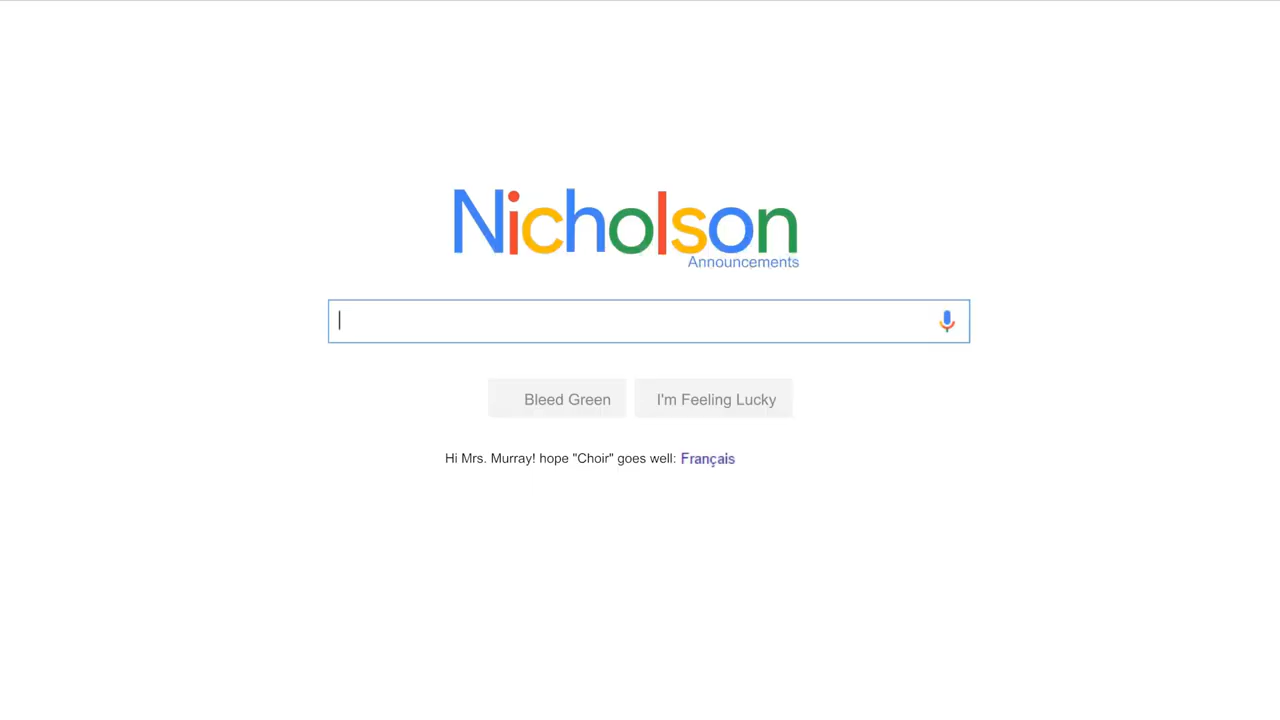 Nicholson
Announcements
Bleed Green
I'm Feeling Lucky
Hi Mrs. Murray! hope "Choir" goes well: Français